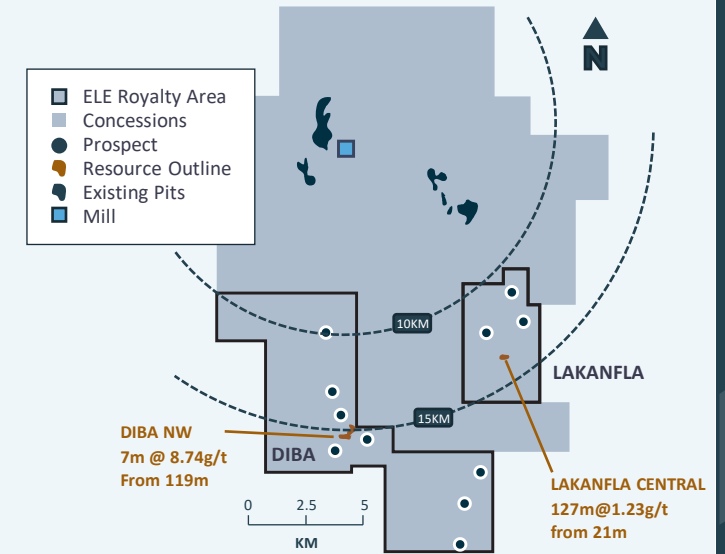 N
ELE Royalty Area
Concessions
Prospect
Resource Outline
Existing Pits
Mill
10KM
LAKANFLA
15KM
DIBA NW
7m @ 8.74g/t
From 119m
DIBA
LAKANFLA CENTRAL
127m@1.23g/t
from 21m
0 2.5 5
KM